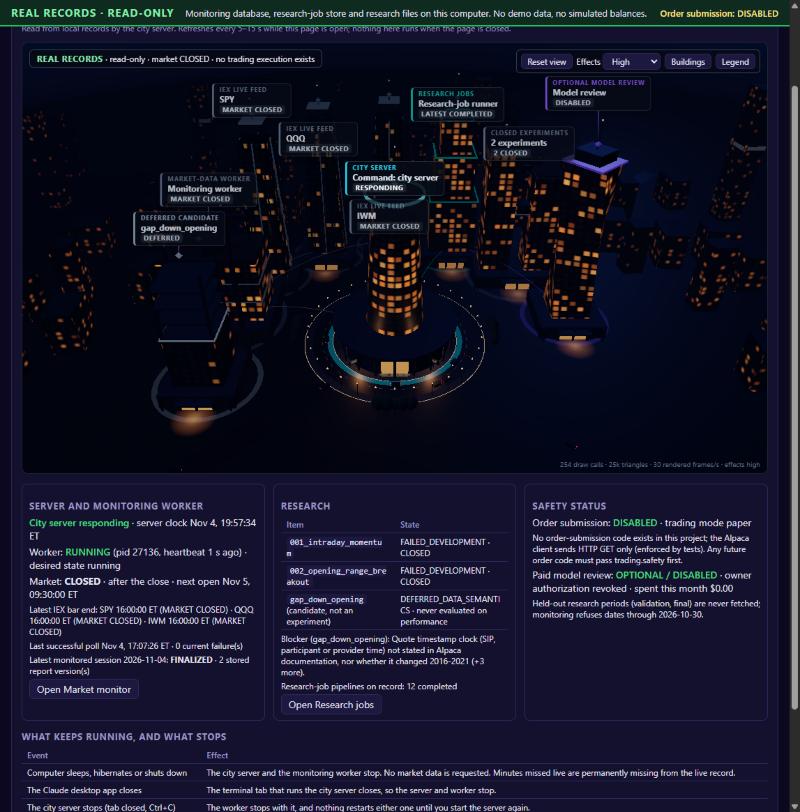 REAL RECORDS · READ-ONLY
Monitoring database, research-job store and research files on this computer. No demo data, no simulated balances.
Order submission: DISABLED
Read from local records by the city server. Refreshes every 5–15 s while this page is open; nothing here runs when the page is closed.
REAL RECORDS · read-only · market CLOSED · no trading execution exists
Reset view
Effects
High
Buildings
Legend
IEX LIVE FEED
SPY
MARKET CLOSED
RESEARCH JOBS
Research-job runner
LATEST COMPLETED
OPTIONAL MODEL REVIEW
Model review
DISABLED
IEX LIVE FEED
QQQ
MARKET CLOSED
CLOSED EXPERIMENTS
2 experiments
2 CLOSED
CITY SERVER
Command: city server
RESPONDING
MARKET-DATA WORKER
Monitoring worker
MARKET CLOSED
IEX LIVE FEED
IWM
MARKET CLOSED
DEFERRED CANDIDATE
gap_down_opening
DEFERRED
254 draw calls · 25k triangles · 30 rendered frames/s · effects high
SERVER AND MONITORING WORKER
City server responding · server clock Nov 4, 19:57:34
ET
Worker: RUNNING (pid 27136, heartbeat 1 s ago) ·
desired state running
Market: CLOSED · after the close · next open Nov 5,
09:30:00 ET
Latest IEX bar end: SPY 16:00:00 ET (MARKET CLOSED) · QQQ
16:00:00 ET (MARKET CLOSED) · IWM 16:00:00 ET (MARKET
CLOSED)
Last successful poll Nov 4, 17:07:26 ET · 0 current failure(s)
Latest monitored session 2026-11-04: FINALIZED · 2 stored
report version(s)
Open Market monitor
RESEARCH
Item State
001_intraday_momentu
m
FAILED_DEVELOPMENT ·
CLOSED
002_opening_range_bre
akout
FAILED_DEVELOPMENT ·
CLOSED
gap_down_opening
(candidate, not an
experiment)
DEFERRED_DATA_SEMANTI
CS · never evaluated on
performance
Blocker (gap_down_opening): Quote timestamp clock (SIP,
participant or provider time) not stated in Alpaca
documentation, nor whether it changed 2016-2021 (+3
more).
Research-job pipelines on record: 12 completed
Open Research jobs
SAFETY STATUS
Order submission: DISABLED · trading mode paper
No order-submission code exists in this project; the Alpaca
client sends HTTP GET only (enforced by tests). Any future
order code must pass trading.safety first.
Paid model review: OPTIONAL / DISABLED · owner
authorization revoked · spent this month $0.00
Held-out research periods (validation, final) are never fetched;
monitoring refuses dates through 2026-10-30.
WHAT KEEPS RUNNING, AND WHAT STOPS
Event Effect
Computer sleeps, hibernates or shuts down The city server and the monitoring worker stop. No market data is requested. Minutes missed live are permanently missing from the live record.
The Claude desktop app closes The terminal tab that runs the city server closes, so the server and worker stop.
The city server stops (tab closed, Ctrl+C) The worker stops with it, and nothing restarts either one until you start the server again.